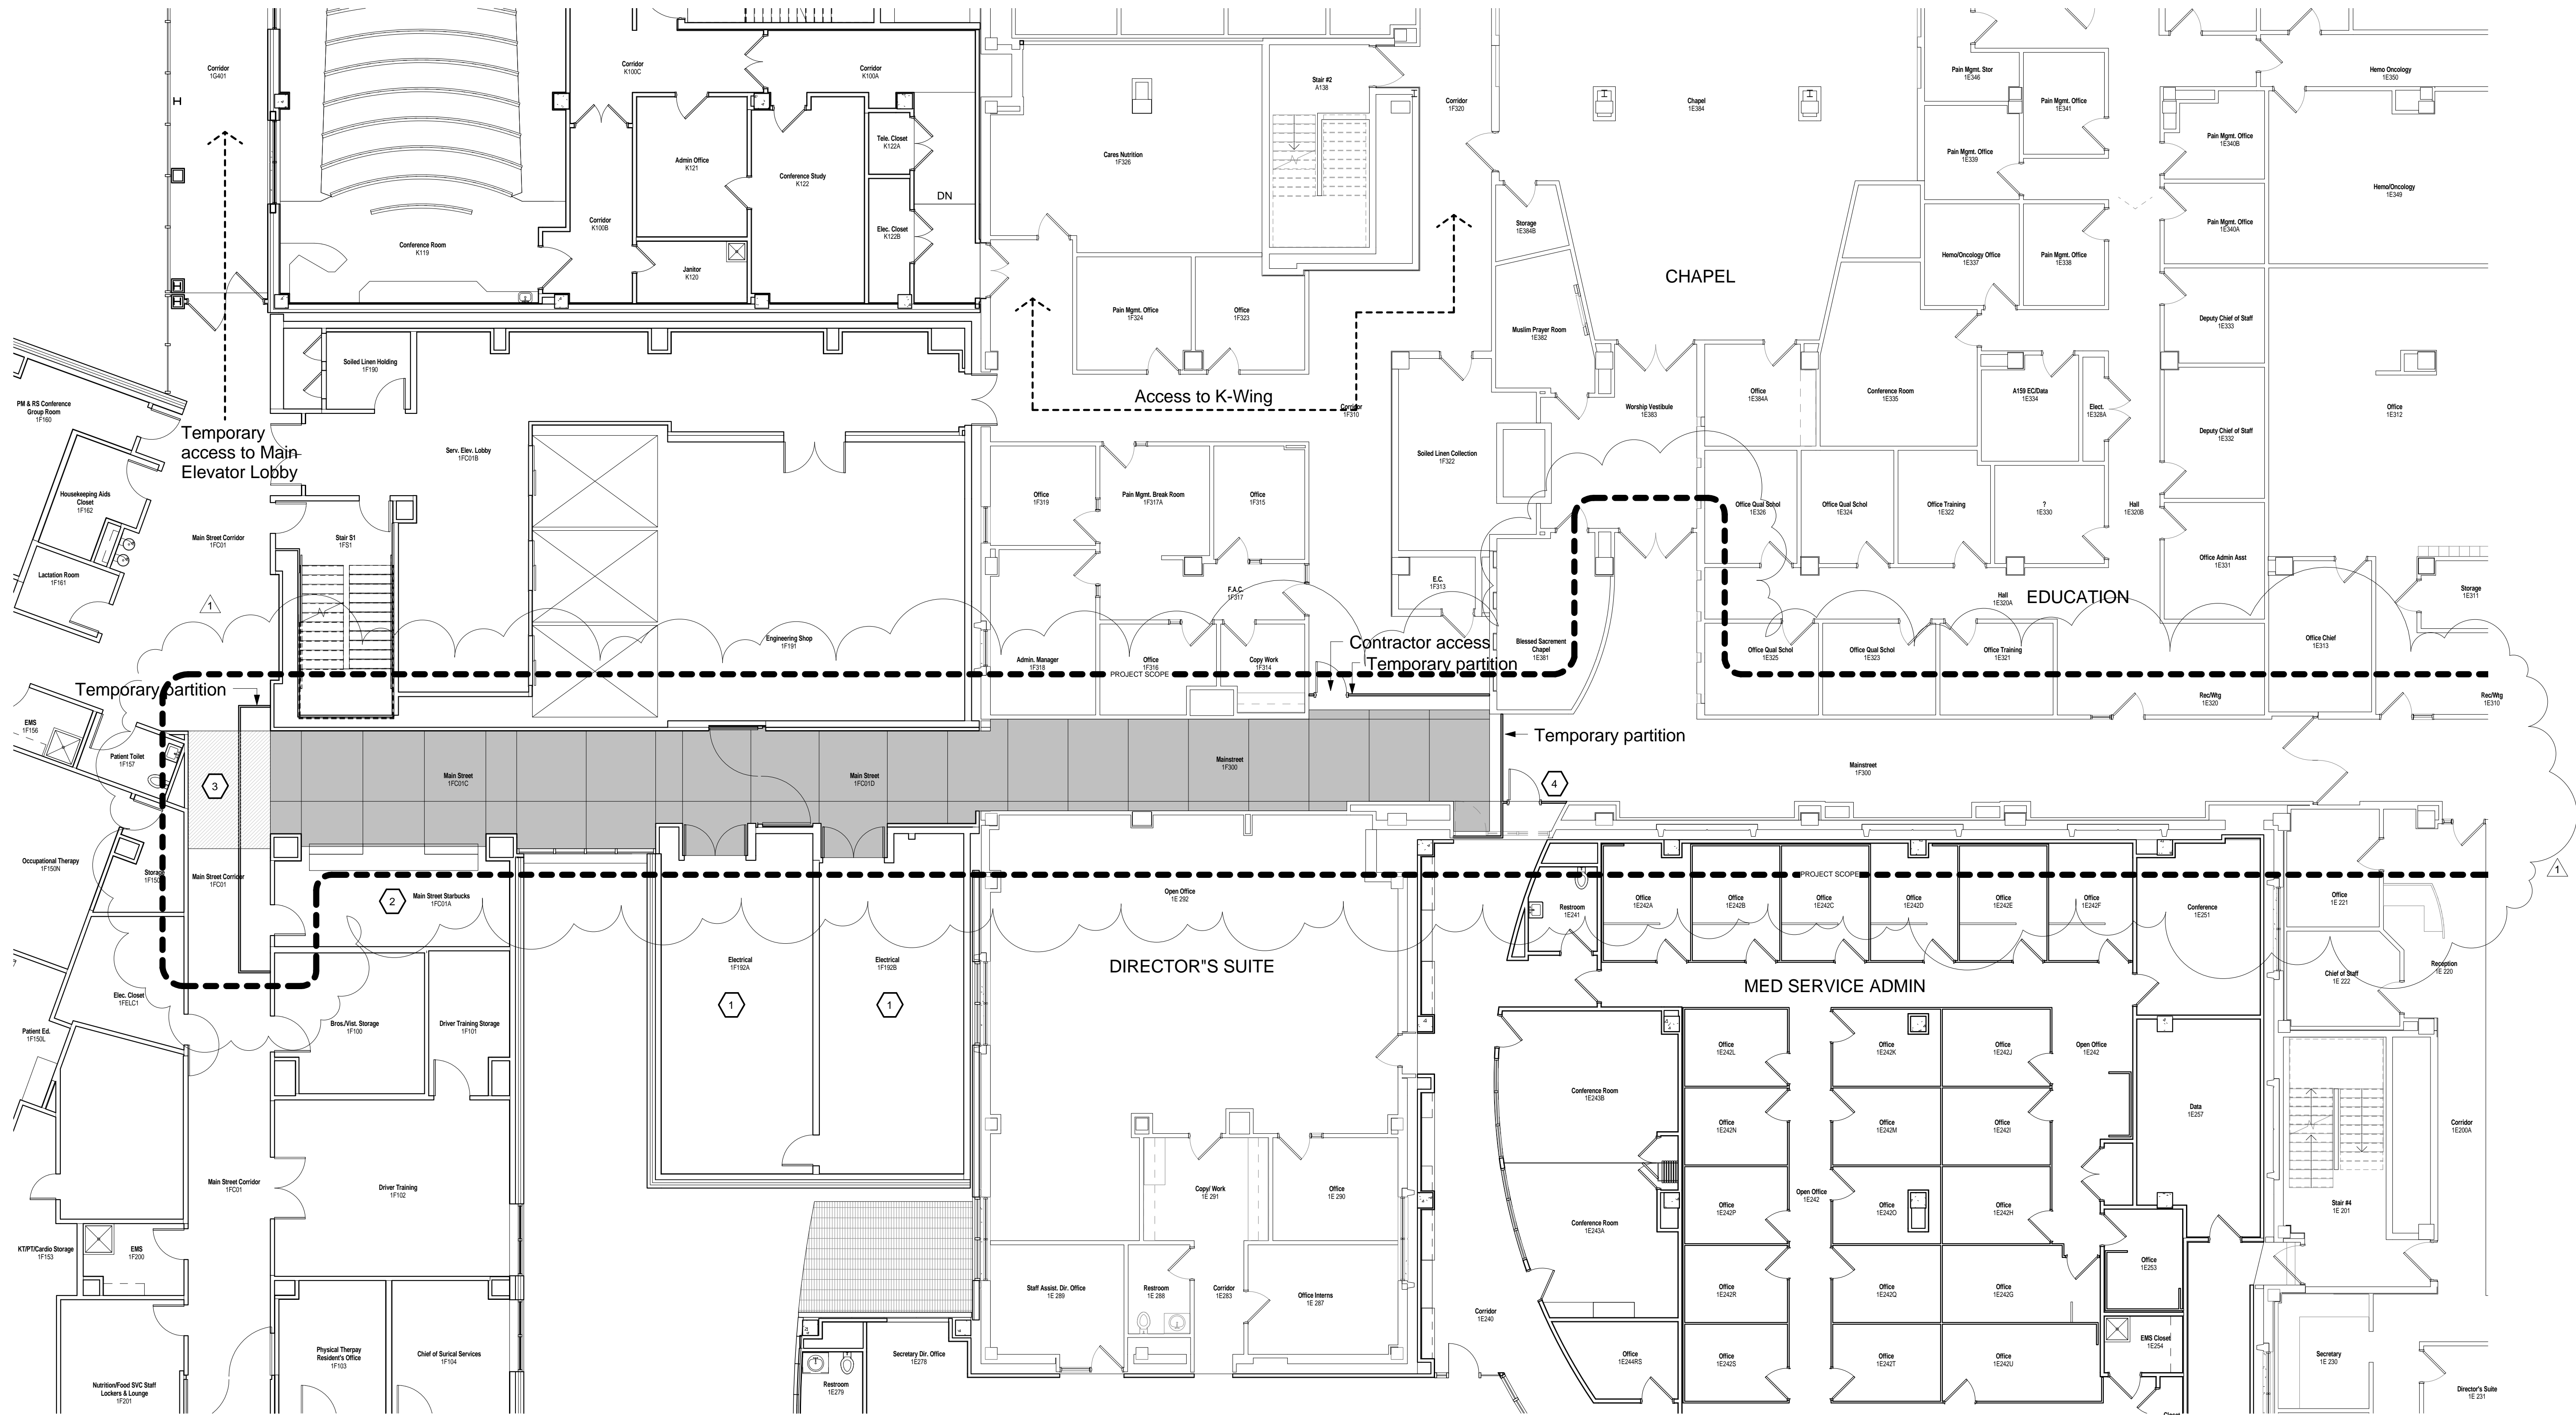 Corridor
1G401
Corridor
K100C
Corridor
K100A
Stair #2
A138
Corridor
1F320
Chapel
1E384
Pain Mgmt. Stor
1E346
Pain Mgmt. Office
1E341
Hemo Oncology
1E350
Tele. Closet
K122A
Admin Office
K121
Conference Study
K122
Cares Nutrition
1F326
Pain Mgmt. Office
1E339
Pain Mgmt. Office
1E340B
Hemo/Oncology
1E349
DN
Corridor
K100B
Elec. Closet
K122B
Storage
1E384B
Pain Mgmt. Office
1E340A
Conference Room
K119
Janitor
K120
CHAPEL
Hemo/Oncology Office
1E337
Pain Mgmt. Office
1E338
Pain Mgmt. Office
1F324
Office
1F323
Muslim Prayer Room
1E382
Deputy Chief of Staff
1E333
Soiled Linen Holding
1F190
PM & RS Conference
Group Room
1F160
Access to K-Wing
Corridor
1F310
Worship Vestibule
1E383
Office
1E384A
Conference Room
1E335
A159 EC/Data
1E334
Elect.
1E328A
Office
1E312
Temporary
access to Main
Elevator Lobby
Serv. Elev. Lobby
1FC01B
Soiled Linen Collection
1F322
Deputy Chief of Staff
1E332
Housekeeping Aids
Closet
1F162
Office
1F319
Pain Mgmt. Break Room
1F317A
Office
1F315
Office Qual Schol
1E326
Office Qual Schol
1E324
Office Training
1E322
?
1E330
Hall
1E320B
Main Street Corridor
1FC01
Stair S1
1FS1
Office Admin Asst
1E331
Lactation Room
1F161
E.C.
1F313
F.A.C.
1F317
Hall
1E320A
EDUCATION
Storage
1E311
1
Engineering Shop
1F191
Contractor access
Blessed Sacrement
Chapel
1E381
Office Chief
1E313
Admin. Manager
1F318
Office
1F316
Copy Work
1F314
Temporary partition
Office Qual Schol
1E325
Office Qual Schol
1E323
Office Training
1E321
PROJECT SCOPE
Temporary partition
Rec/Wtg
1E320
Rec/Wtg
1E310
EMS
1F156
Temporary partition
Patient Toilet
1F157
Mainstreet
1F300
Mainstreet
1F300
3
Main Street
1FC01C
Main Street
1FC01D
4
Occupational Therapy
1F150N
Storage
1F150
Main Street Corridor
1FC01
PROJECT SCOPE
1
2
Main Street Starbucks
1FC01A
Open Office
1E 292
Restroom
1E241
Office
1E242A
Office
1E242B
Office
1E242C
Office
1E242D
Office
1E242E
Office
1E242F
Conference
1E251
Office
1E 221
Electrical
1F192A
Electrical
1F192B
DIRECTOR"S SUITE
MED SERVICE ADMIN
Chief of Staff
1E 222
Reception
1E 220
Elec. Closet
1FELC1
1
1
Patient Ed.
1F150L
Bros./Vist. Storage
1F100
Driver Training Storage
1F101
Office
1E242L
Office
1E242K
Office
1E242J
Open Office
1E242
Conference Room
1E243B
Data
1E257
Office
1E242N
Office
1E242M
Office
1E242I
Corridor
1E200A
Main Street Corridor
1FC01
Driver Training
1F102
Copy/ Work
1E 291
Office
1E 290
Office
1E242P
Open Office
1E242
Office
1E242O
Office
1E242H
Stair #4
1E 201
Conference Room
1E243A
KT/PT/Cardio Storage
1F153
EMS
1F200
Staff Assist. Dir. Office
1E 289
Restroom
1E 288
Corridor
1E283
Office Interns
1E 287
Office
1E242R
Office
1E242Q
Office
1E242G
Office
1E253
Corridor
1E240
Physical Therpay
Resident's Office
1F103
Chief of Surical Services
1F104
Secretary Dir. Office
1E278
Office
1E244RS
Office
1E242S
Office
1E242T
Office
1E242U
EMS Closet
1E254
Secretary
1E 230
Nutrition/Food SVC Staff
Lockers & Lounge
1F201
Restroom
1E279
Director's Suite
1E 231